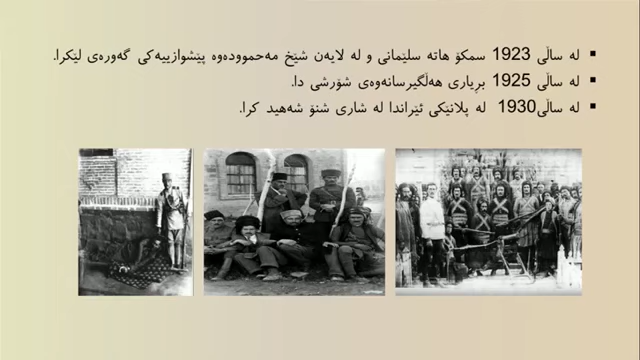 ▪ لە ساڵی 1923 سمکۆ هاتە سلێمانی و لە لایەن شێخ مەحموودەوە پێشوازییەکی گەورەی لێکرا.
▪ لە ساڵی 1925 بڕیاری هەڵگیرسانەوەی شۆرشی دا.
▪ لە ساڵی1930 لە پلانێکی ئێراندا لە شاری شنۆ شەهید کرا.